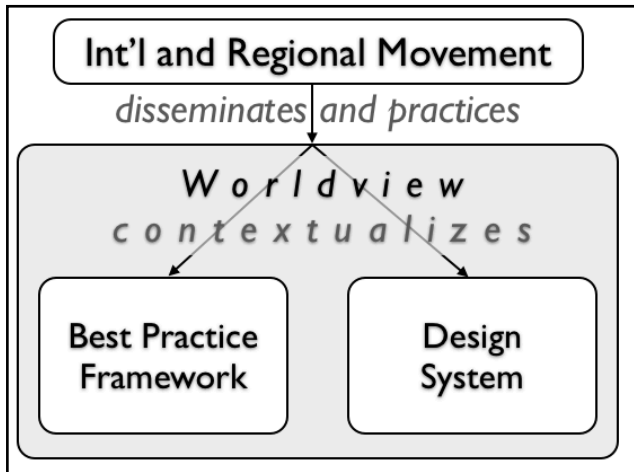 Int'l and Regional Movement
disseminates and practices
Worldview
contextualizes
Best Practice
Framework
Design
System